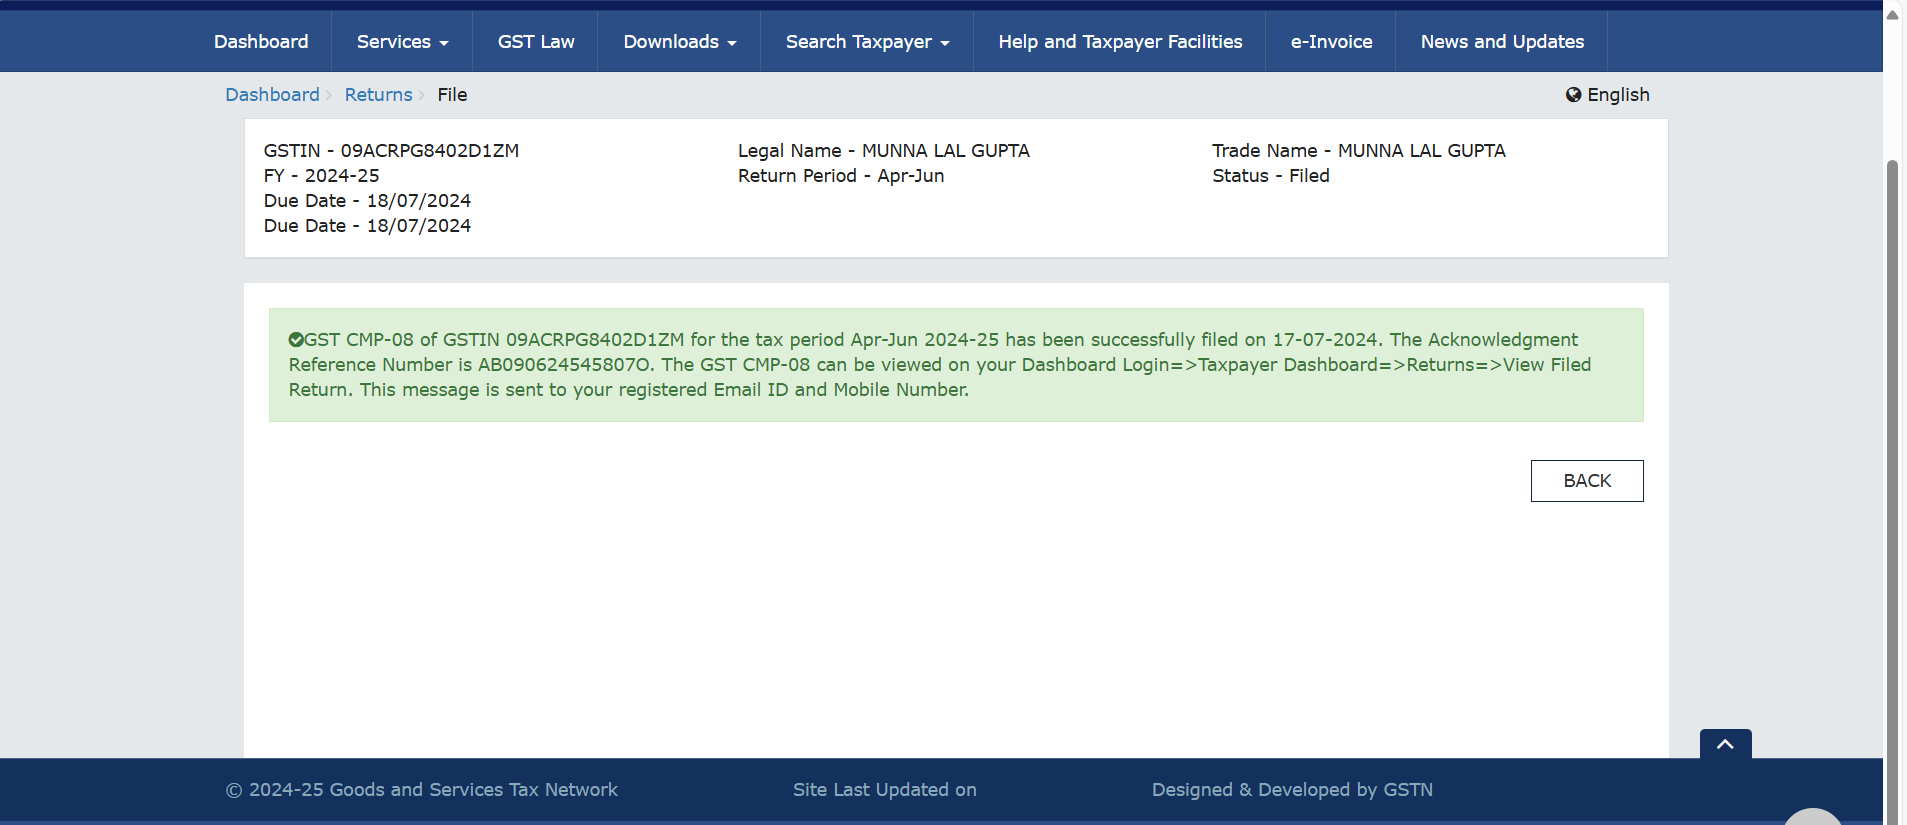 Dashboard Services GST Law Downloads Search Taxpayer Help and Taxpayer Facilities e-Invoice News and Updates
Dashboard Returns File English
GSTIN - 09ACRPG8402D1ZM Legal Name - MUNNA LAL GUPTA Trade Name - MUNNA LAL GUPTA
FY - 2024-25 Return Period - Apr-Jun Status - Filed
Due Date - 18/07/2024
Due Date - 18/07/2024
GST CMP-08 of GSTIN 09ACRPG8402D1ZM for the tax period Apr-Jun 2024-25 has been successfully filed on 17-07-2024. The Acknowledgment
Reference Number is AB090624545807O. The GST CMP-08 can be viewed on your Dashboard Login=>Taxpayer Dashboard=>Returns=>View Filed
Return. This message is sent to your registered Email ID and Mobile Number.
BACK
© 2024-25 Goods and Services Tax Network Site Last Updated on Designed & Developed by GSTN